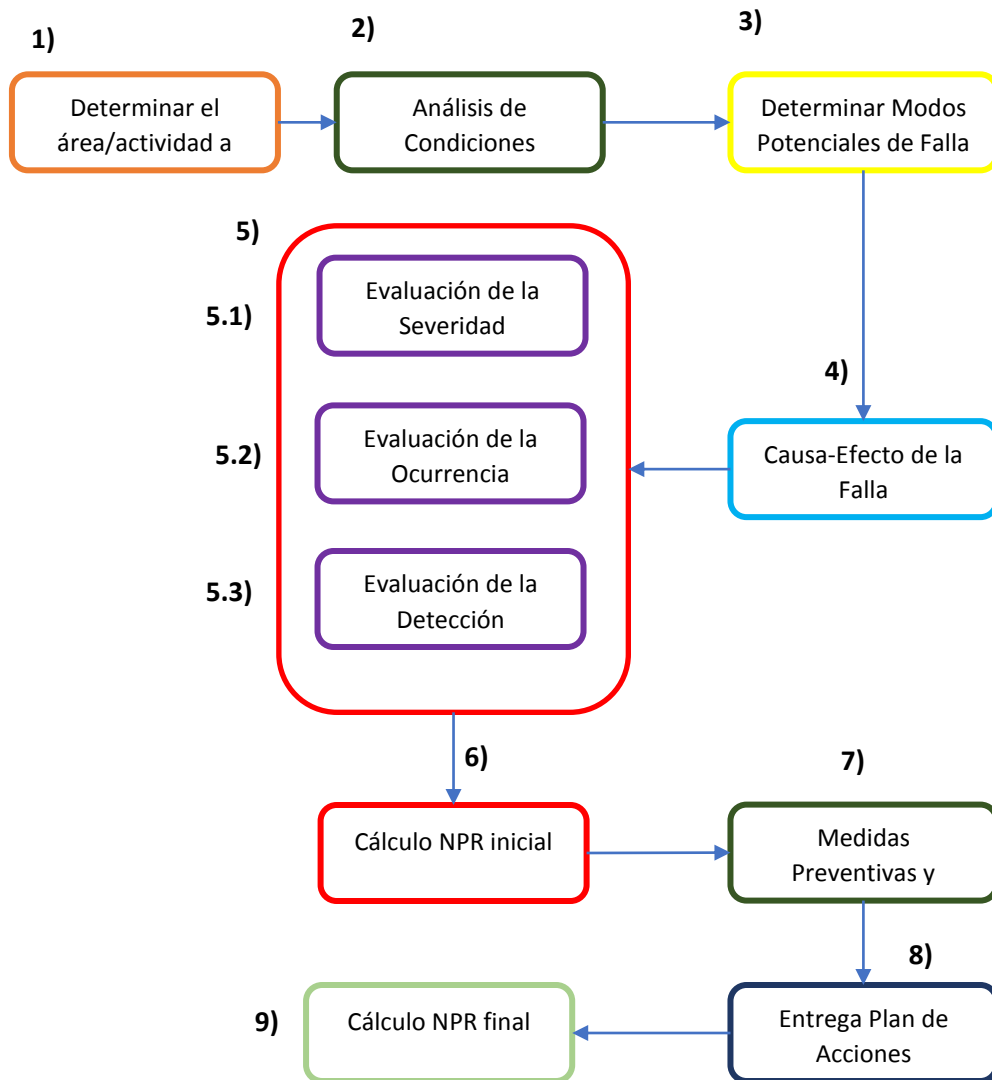 1)
Determinar el
área/actividad a
2)
Análisis de
Condiciones
3)
Determinar Modos
Potenciales de Falla
4)
Causa-Efecto de la
Falla
5)
5.1)
Evaluación de la
Severidad
5.2)
Evaluación de la
Ocurrencia
5.3)
Evaluación de la
Detección
6)
Cálculo NPR inicial
7)
Medidas
Preventivas y
8)
Entrega Plan de
Acciones
9)
Cálculo NPR final